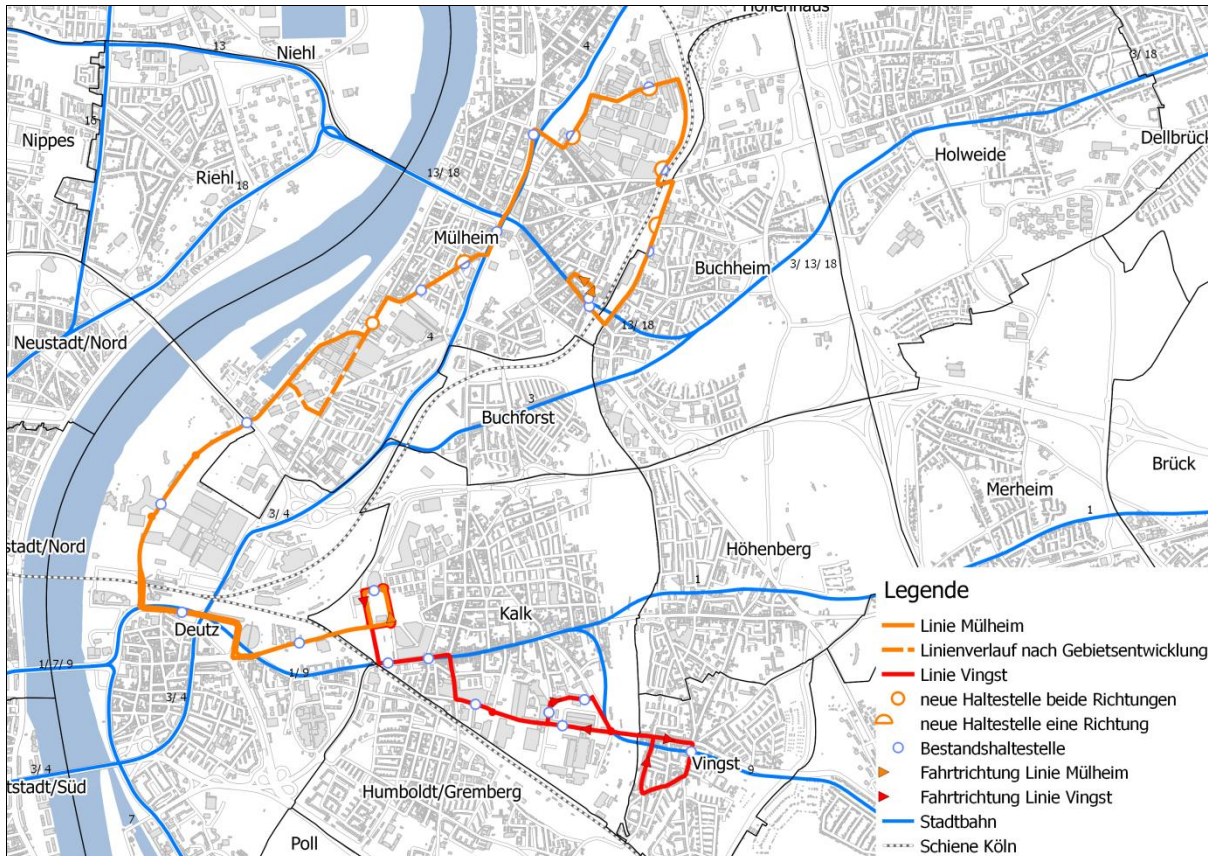 Höhenhaus
13
Niehl
4
3/ 18
16
Nippes
Dellbrück
Holweide
Riehl
18
13/ 18
Mülheim
Buchheim
3/ 13/ 18
13/ 18
Neustadt/Nord
4
3
Buchforst
Brück
Merheim
3/ 4
1
stadt/Nord
Höhenberg
1
Kalk
Deutz
1/ 7/ 9
1/ 9
3/ 4
Vingst
9
3/ 4
tstadt/Süd
Humboldt/Gremberg
7
Poll
Legende
Linie Mülheim
Linienverlauf nach Gebietsentwicklung
Linie Vingst
neue Haltestelle beide Richtungen
neue Haltestelle eine Richtung
Bestandshaltestelle
Fahrtrichtung Linie Mülheim
Fahrtrichtung Linie Vingst
Stadtbahn
Schiene Köln